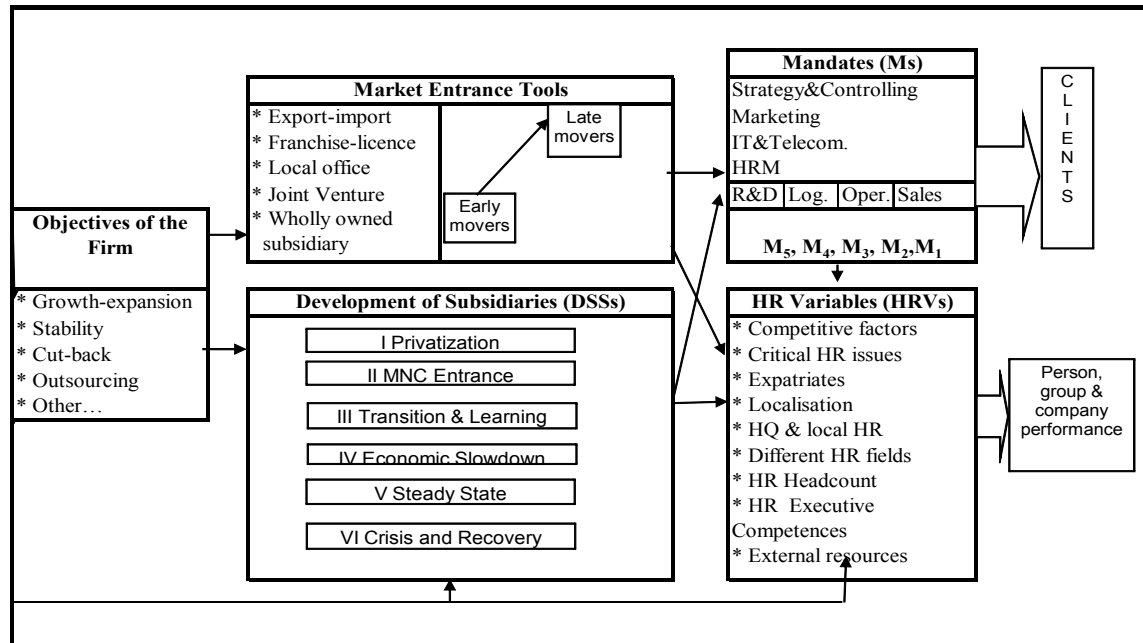 Objectives of the
Firm
* Growth-expansion
* Stability
* Cut-back
* Outsourcing
* Other…
Market Entrance Tools
* Export-import
* Franchise-licence
* Local office
* Joint Venture
* Wholly owned
subsidiary
Late
movers
Early
movers
Development of Subsidiaries (DSSs)
I Privatization
II MNC Entrance
III Transition & Learning
IV Economic Slowdown
V Steady State
VI Crisis and Recovery
Mandates (Ms)
Strategy&Controlling
Marketing
IT&Telecom.
HRM
R&D Log. Oper. Sales
M5, M4, M3, M2,M1
HR Variables (HRVs)
* Competitive factors
* Critical HR issues
* Expatriates
* Localisation
* HQ & local HR
* Different HR fields
* HR Headcount
* HR Executive
Competences
* External resources
C
L
I
E
N
T
S
Person,
group &
company
performance